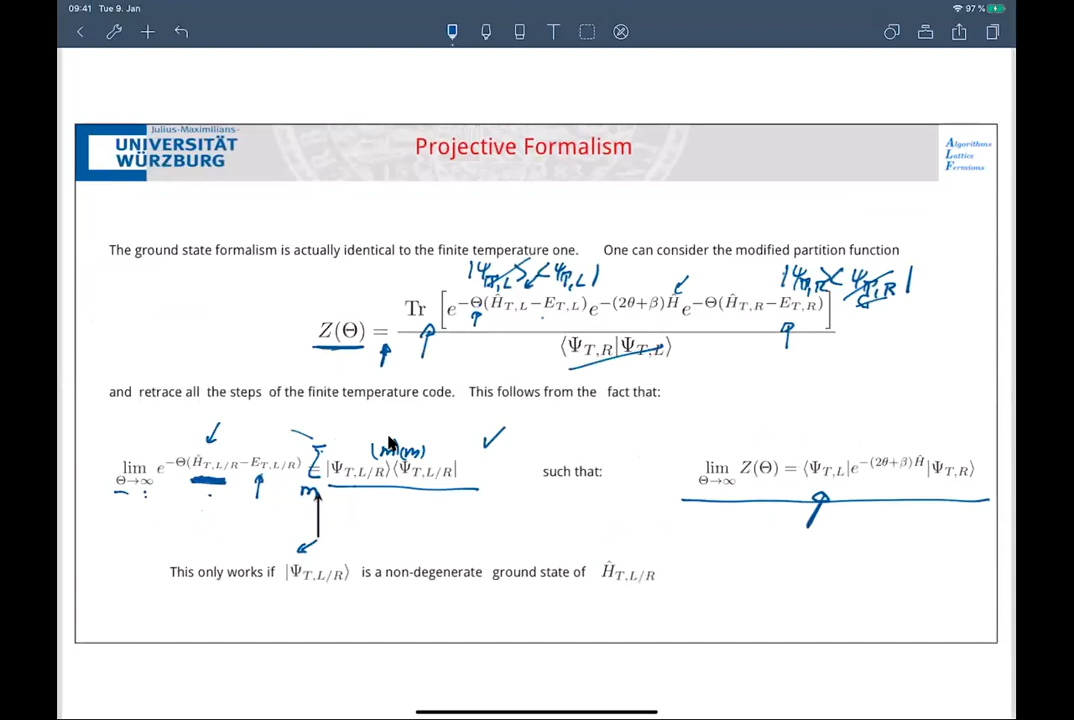 09:41 Tue 9. Jan 97 %
Julius-Maximilians-
UNIVERSITÄT
WÜRZBURG
Projective Formalism
Algorithms
Lattice
Fermions
The ground state formalism is actually identical to the finite temperature one. One can consider the modified partition function
|Ψ_{T,L}⟩⟨Ψ_{T,L}| |Ψ_{T,R}⟩⟨Ψ_{T,R}|
Z(Θ) = Tr [e^{-Θ(Ĥ_{T,L}-E_{T,L})} e^{-(2θ+β)Ĥ} e^{-Θ(Ĥ_{T,R}-E_{T,R})}] / ⟨Ψ_{T,R}|Ψ_{T,L}⟩
and retrace all the steps of the finite temperature code. This follows from the fact that:
lim_{Θ→∞} e^{-Θ(Ĥ_{T,L/R}-E_{T,L/R})} = |Ψ_{T,L/R}⟩⟨Ψ_{T,L/R}| such that: lim_{Θ→∞} Z(Θ) = ⟨Ψ_{T,L}|e^{-(2θ+β)Ĥ}|Ψ_{T,R}⟩
Σ
m
This only works if |Ψ_{T,L/R}⟩ is a non-degenerate ground state of Ĥ_{T,L/R}